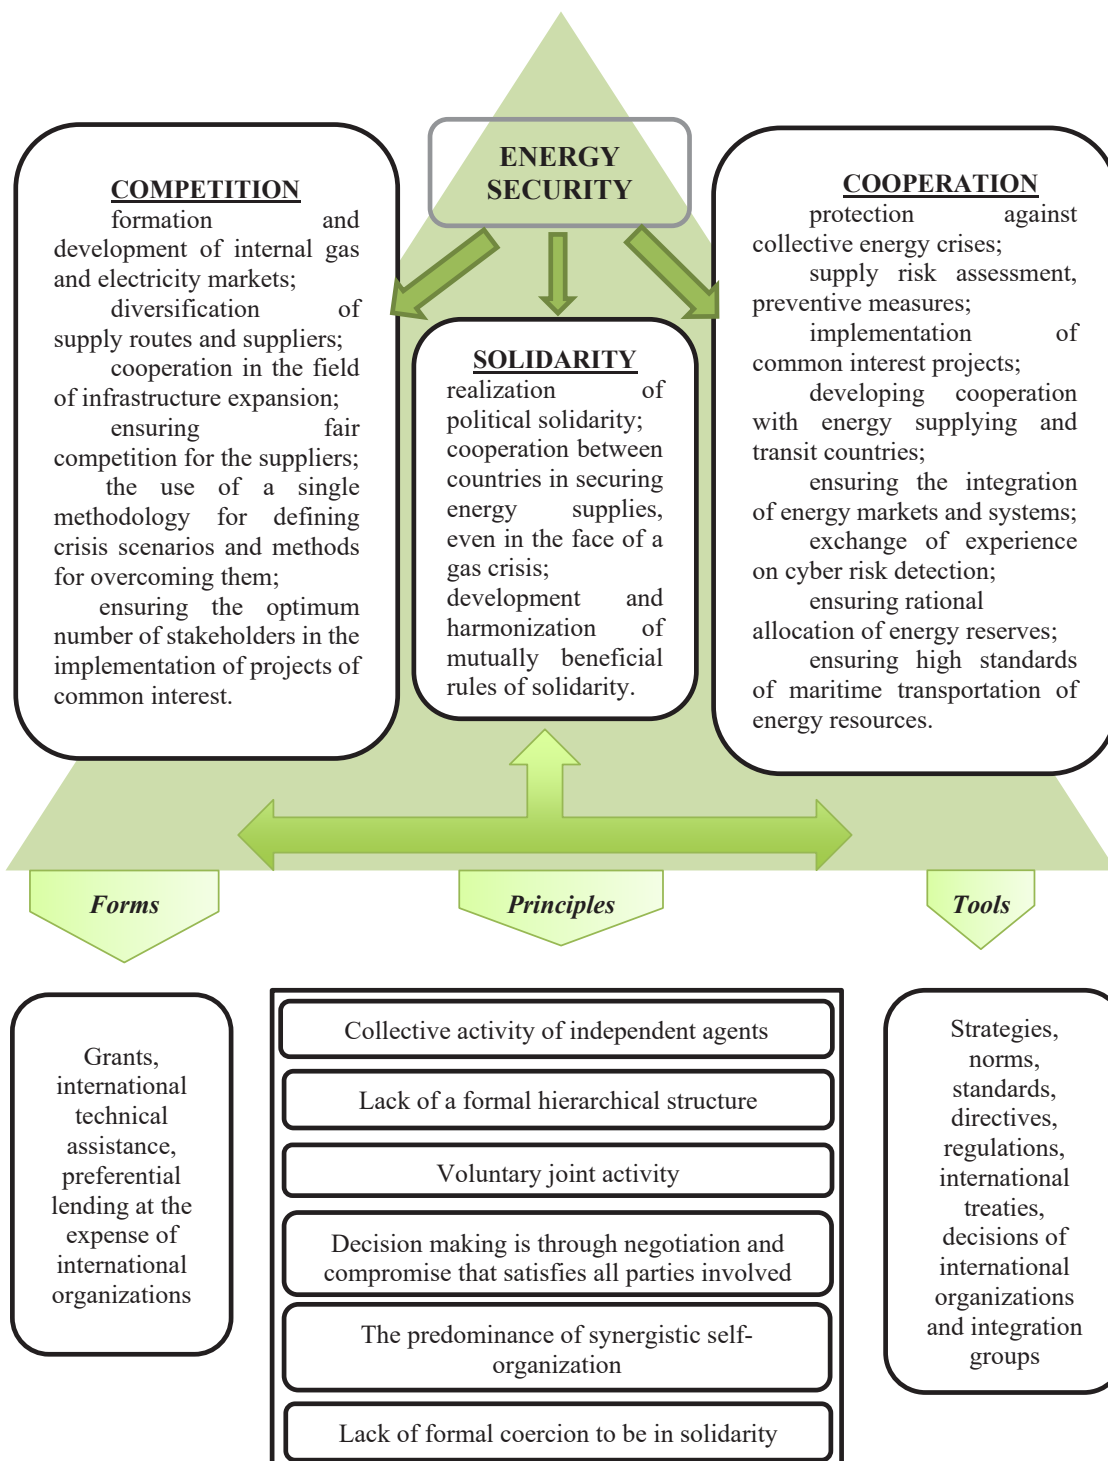 ENERGY
SECURITY
COMPETITION
formation and
development of internal gas
and electricity markets;
diversification of
supply routes and suppliers;
cooperation in the field
of infrastructure expansion;
ensuring fair
competition for the suppliers;
the use of a single
methodology for defining
crisis scenarios and methods
for overcoming them;
ensuring the optimum
number of stakeholders in the
implementation of projects of
common interest.
SOLIDARITY
realization of
political solidarity;
cooperation between
countries in securing
energy supplies,
even in the face of a
gas crisis;
development and
harmonization of
mutually beneficial
rules of solidarity.
COOPERATION
protection against
collective energy crises;
supply risk assessment,
preventive measures;
implementation of
common interest projects;
developing cooperation
with energy supplying and
transit countries;
ensuring the integration
of energy markets and systems;
exchange of experience
on cyber risk detection;
ensuring rational
allocation of energy reserves;
ensuring high standards
of maritime transportation of
energy resources.
Forms
Principles
Tools
Grants,
international
technical
assistance,
preferential
lending at the
expense of
international
organizations
Collective activity of independent agents
Lack of a formal hierarchical structure
Voluntary joint activity
Decision making is through negotiation and
compromise that satisfies all parties involved
The predominance of synergistic self-
organization
Lack of formal coercion to be in solidarity
Strategies,
norms,
standards,
directives,
regulations,
international
treaties,
decisions of
international
organizations
and integration
groups